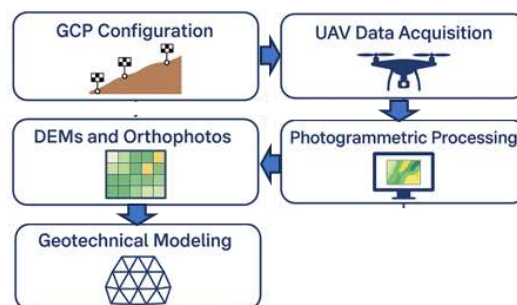 GCP Configuration
UAV Data Acquisition
Photogrammetric Processing
DEMs and Orthophotos
Geotechnical Modeling